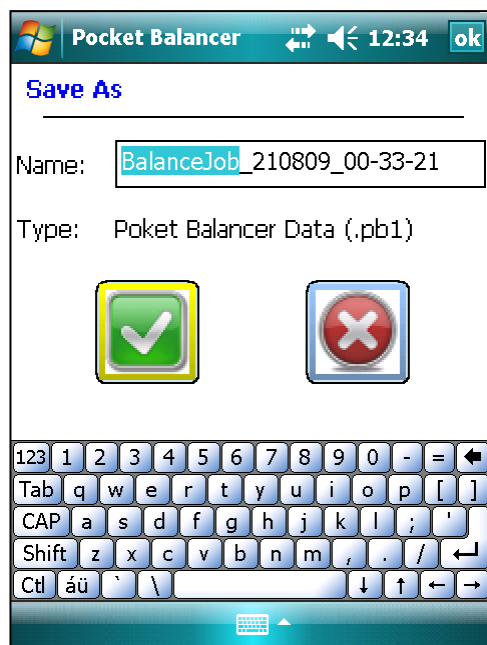 Pocket Balancer 12:34 ok
Save As
Name: BalanceJob_210809_00-33-21
Type: Poket Balancer Data (.pb1)
123 1 2 3 4 5 6 7 8 9 0 - = ←
Tab q w e r t y u i o p [ ]
CAP a s d f g h j k l ; '
Shift z x c v b n m , . / ↵
Ctl áü ` \ ↓ ↑ ← →